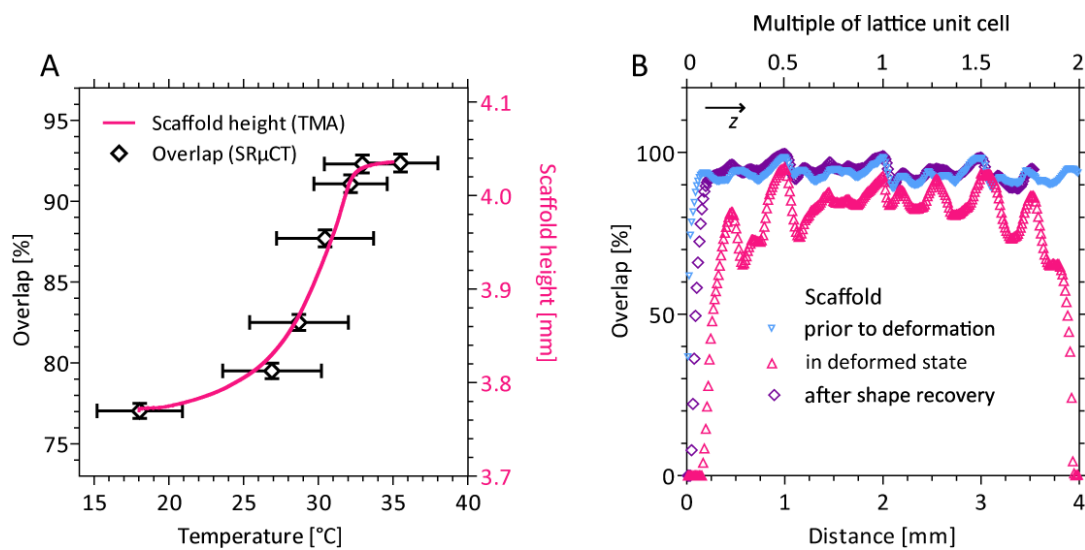 A
Scaffold height (TMA)
Overlap (SRµCT)
95
90
85
80
75
Overlap [%]
4.1
4.0
3.9
3.8
3.7
Scaffold height [mm]
15 20 25 30 35 40
Temperature [°C]
Multiple of lattice unit cell
B
0 0.5 1 1.5 2
z
100
50
0
Overlap [%]
Scaffold
prior to deformation
in deformed state
after shape recovery
0 1 2 3 4
Distance [mm]